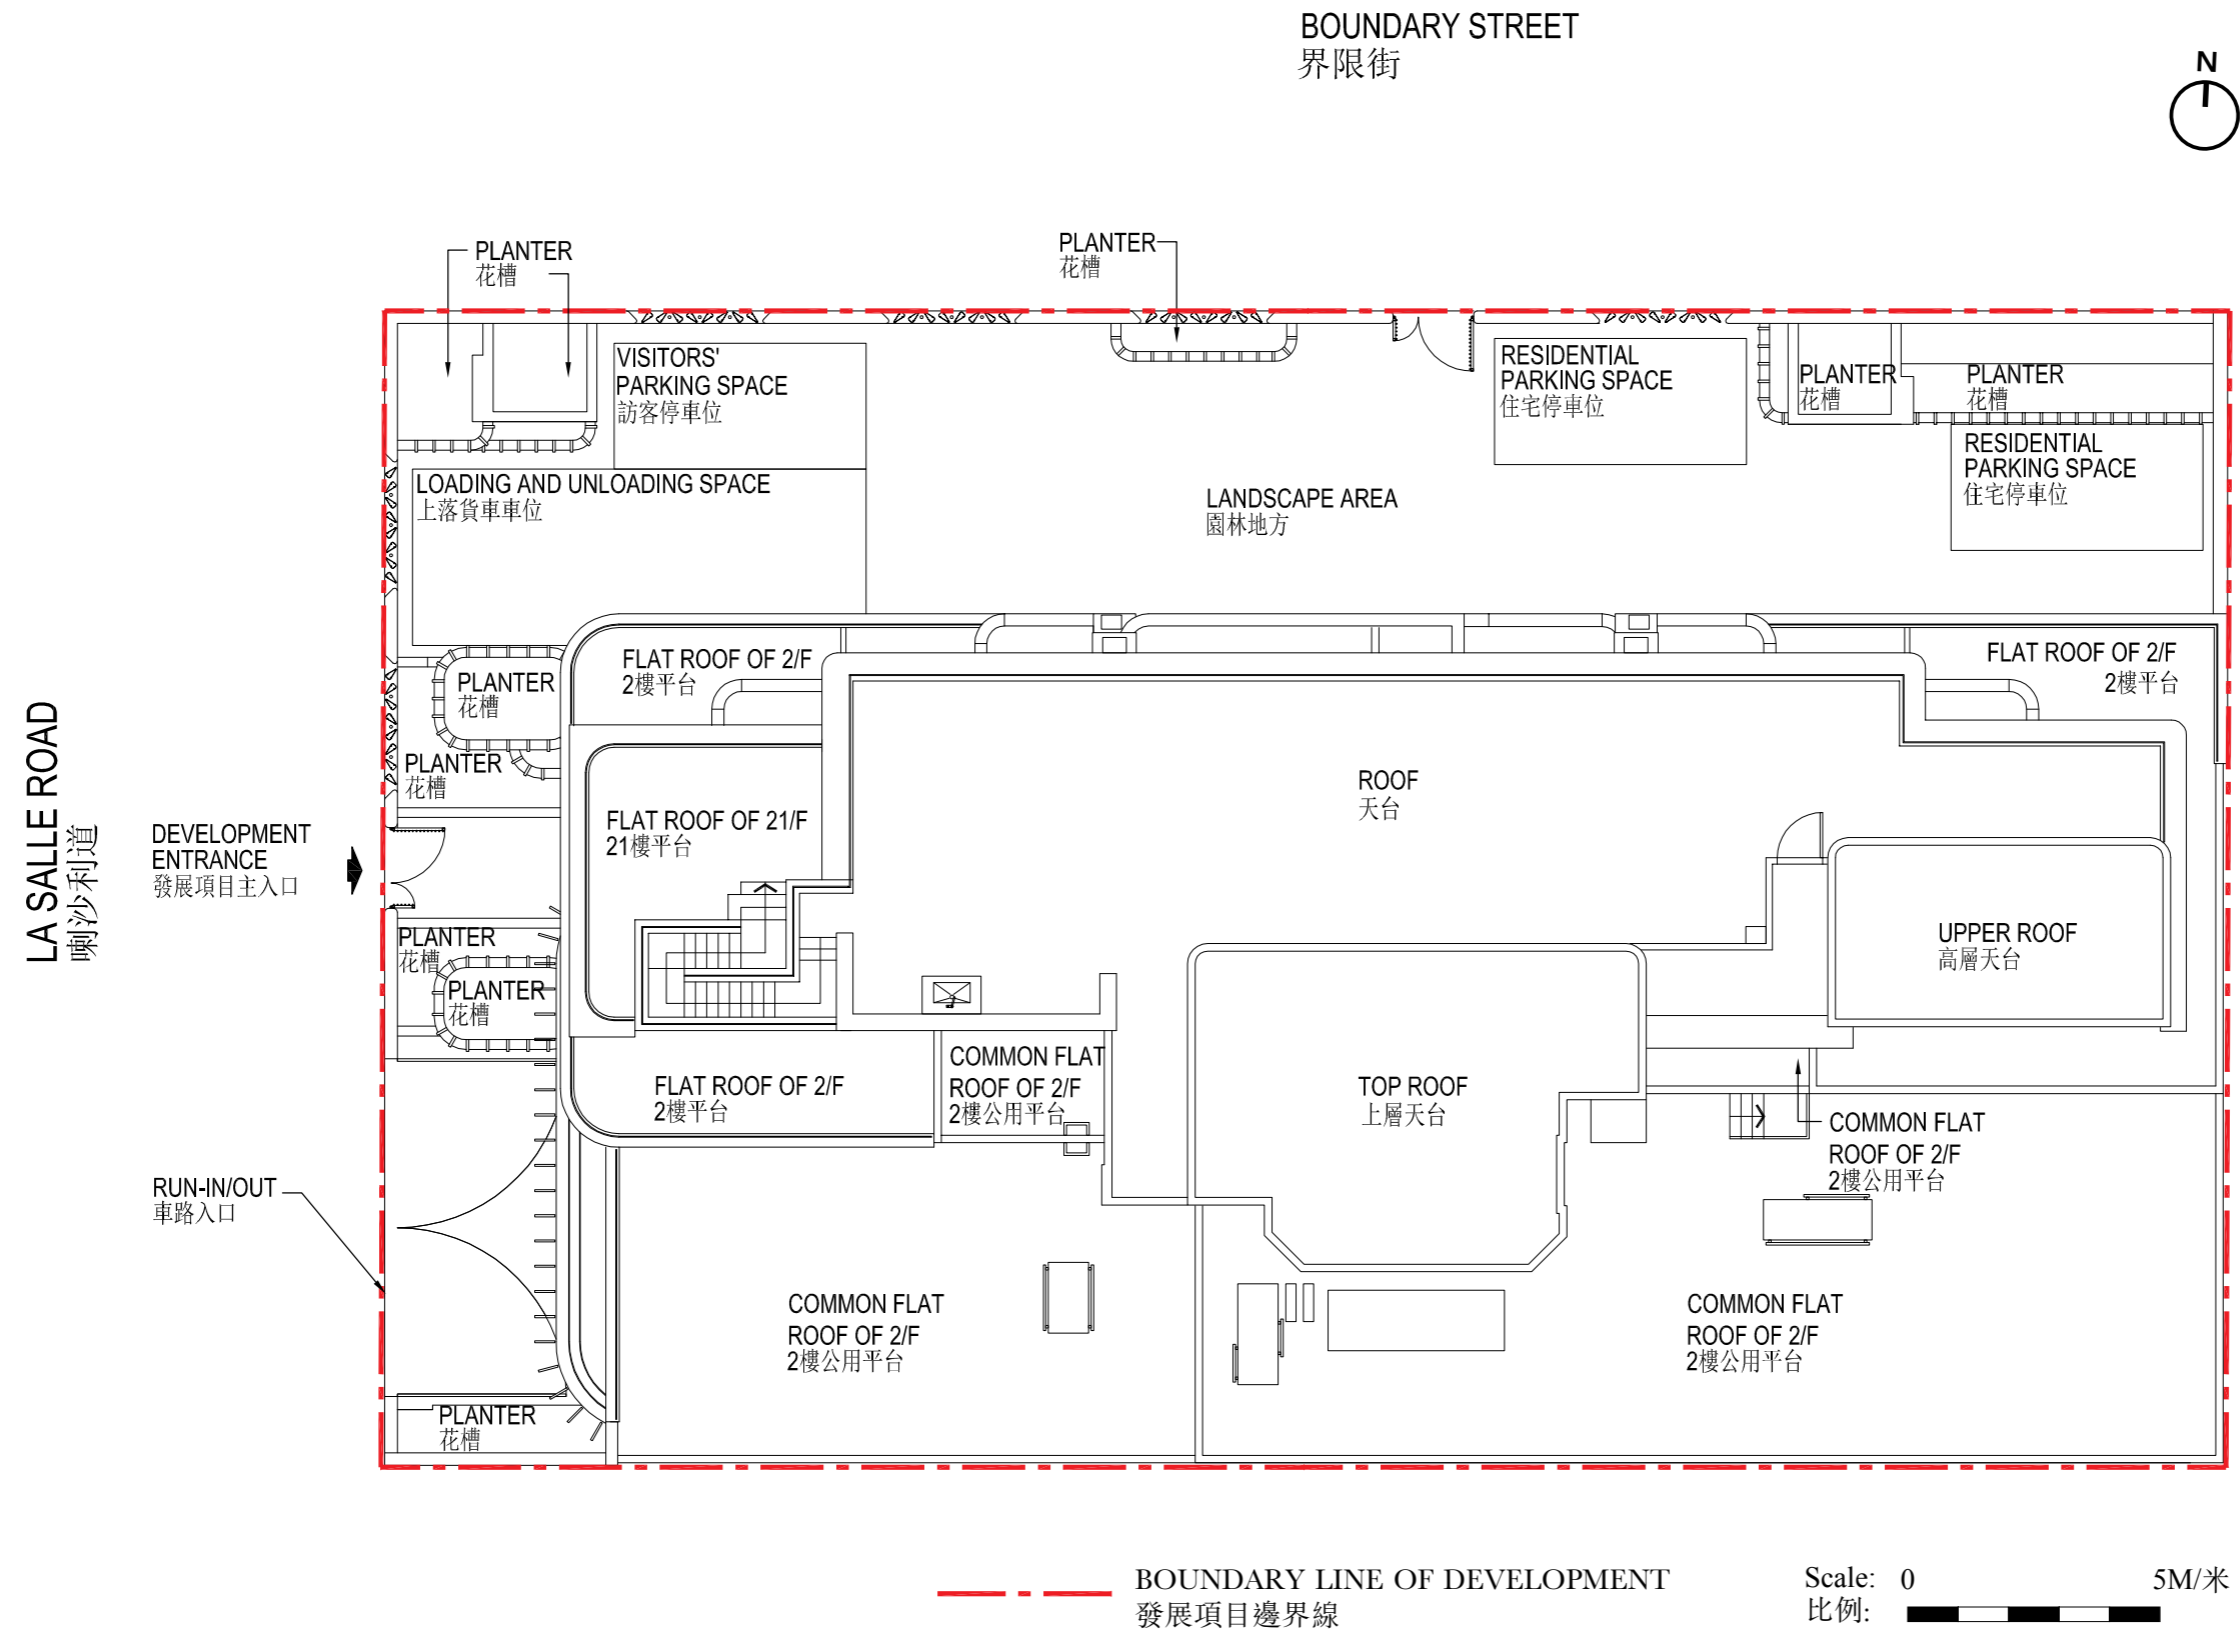 BOUNDARY STREET
界限街
N
PLANTER
花槽
PLANTER
花槽
VISITORS'
PARKING SPACE
訪客停車位
RESIDENTIAL
PARKING SPACE
住宅停車位
PLANTER
花槽
PLANTER
花槽
RESIDENTIAL
PARKING SPACE
住宅停車位
LOADING AND UNLOADING SPACE
上落貨車車位
LANDSCAPE AREA
園林地方
FLAT ROOF OF 2/F
2樓平台
FLAT ROOF OF 2/F
2樓平台
PLANTER
花槽
PLANTER
花槽
LA SALLE ROAD
喇沙利道
DEVELOPMENT
ENTRANCE
發展項目主入口
FLAT ROOF OF 21/F
21樓平台
ROOF
天台
PLANTER
花槽
PLANTER
花槽
UPPER ROOF
高層天台
FLAT ROOF OF 2/F
2樓平台
COMMON FLAT
ROOF OF 2/F
2樓公用平台
TOP ROOF
上層天台
COMMON FLAT
ROOF OF 2/F
2樓公用平台
RUN-IN/OUT
車路入口
COMMON FLAT
ROOF OF 2/F
2樓公用平台
COMMON FLAT
ROOF OF 2/F
2樓公用平台
PLANTER
花槽
BOUNDARY LINE OF DEVELOPMENT
發展項目邊界線
Scale: 0 5M/米
比例: